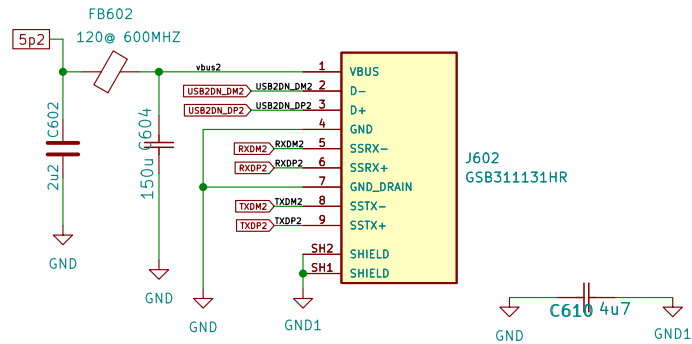 FB602
5p2
120@ 600MHZ
C602
2u2
GND
C604
150u
GND
vbus2
USB2DN_DM2
USB2DN_DM2
USB2DN_DP2
USB2DN_DP2
RXDM2
RXDM2
RXDP2
RXDP2
TXDM2
TXDM2
TXDP2
TXDP2
GND
1 VBUS
2 D-
3 D+
4 GND
5 SSRX-
6 SSRX+
7 GND_DRAIN
8 SSTX-
9 SSTX+
SH2 SHIELD
SH1 SHIELD
GND1
J602
GSB311131HR
C610 4u7
GND
GND1